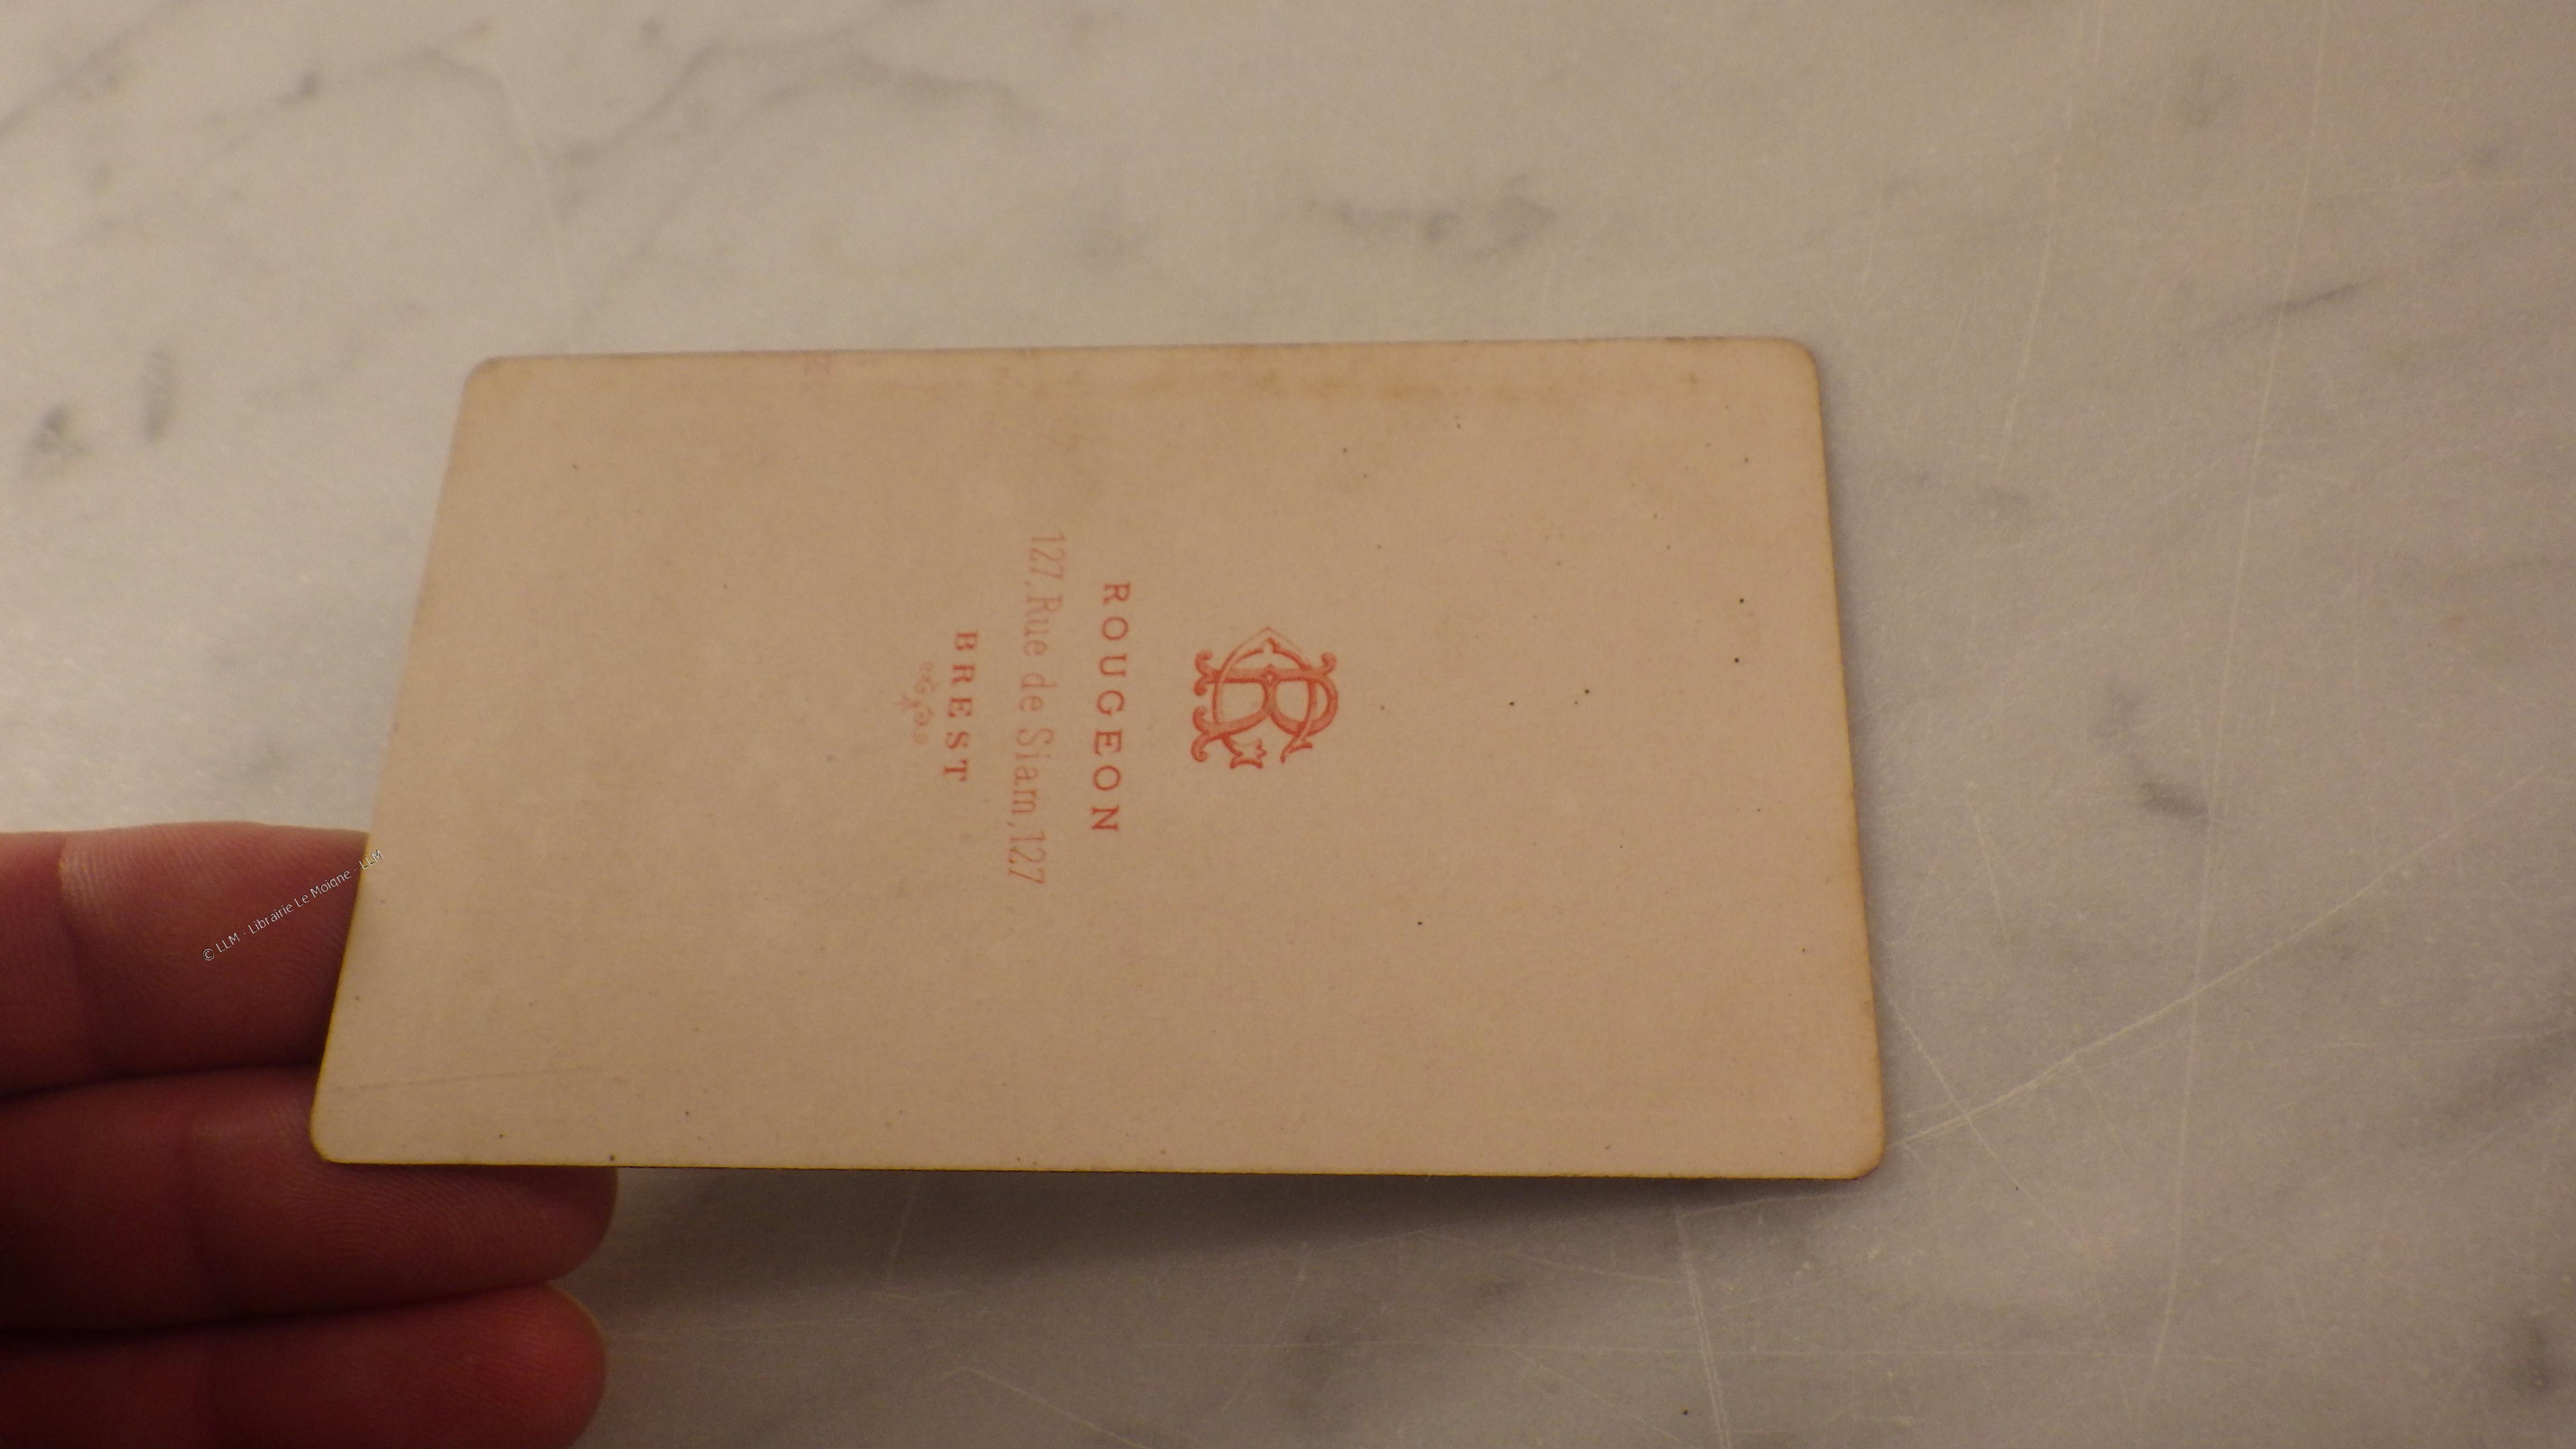 ROUGEON
127, Rue de Siam, 127
BREST
© LLM - Librairie Le Moigne - LLM